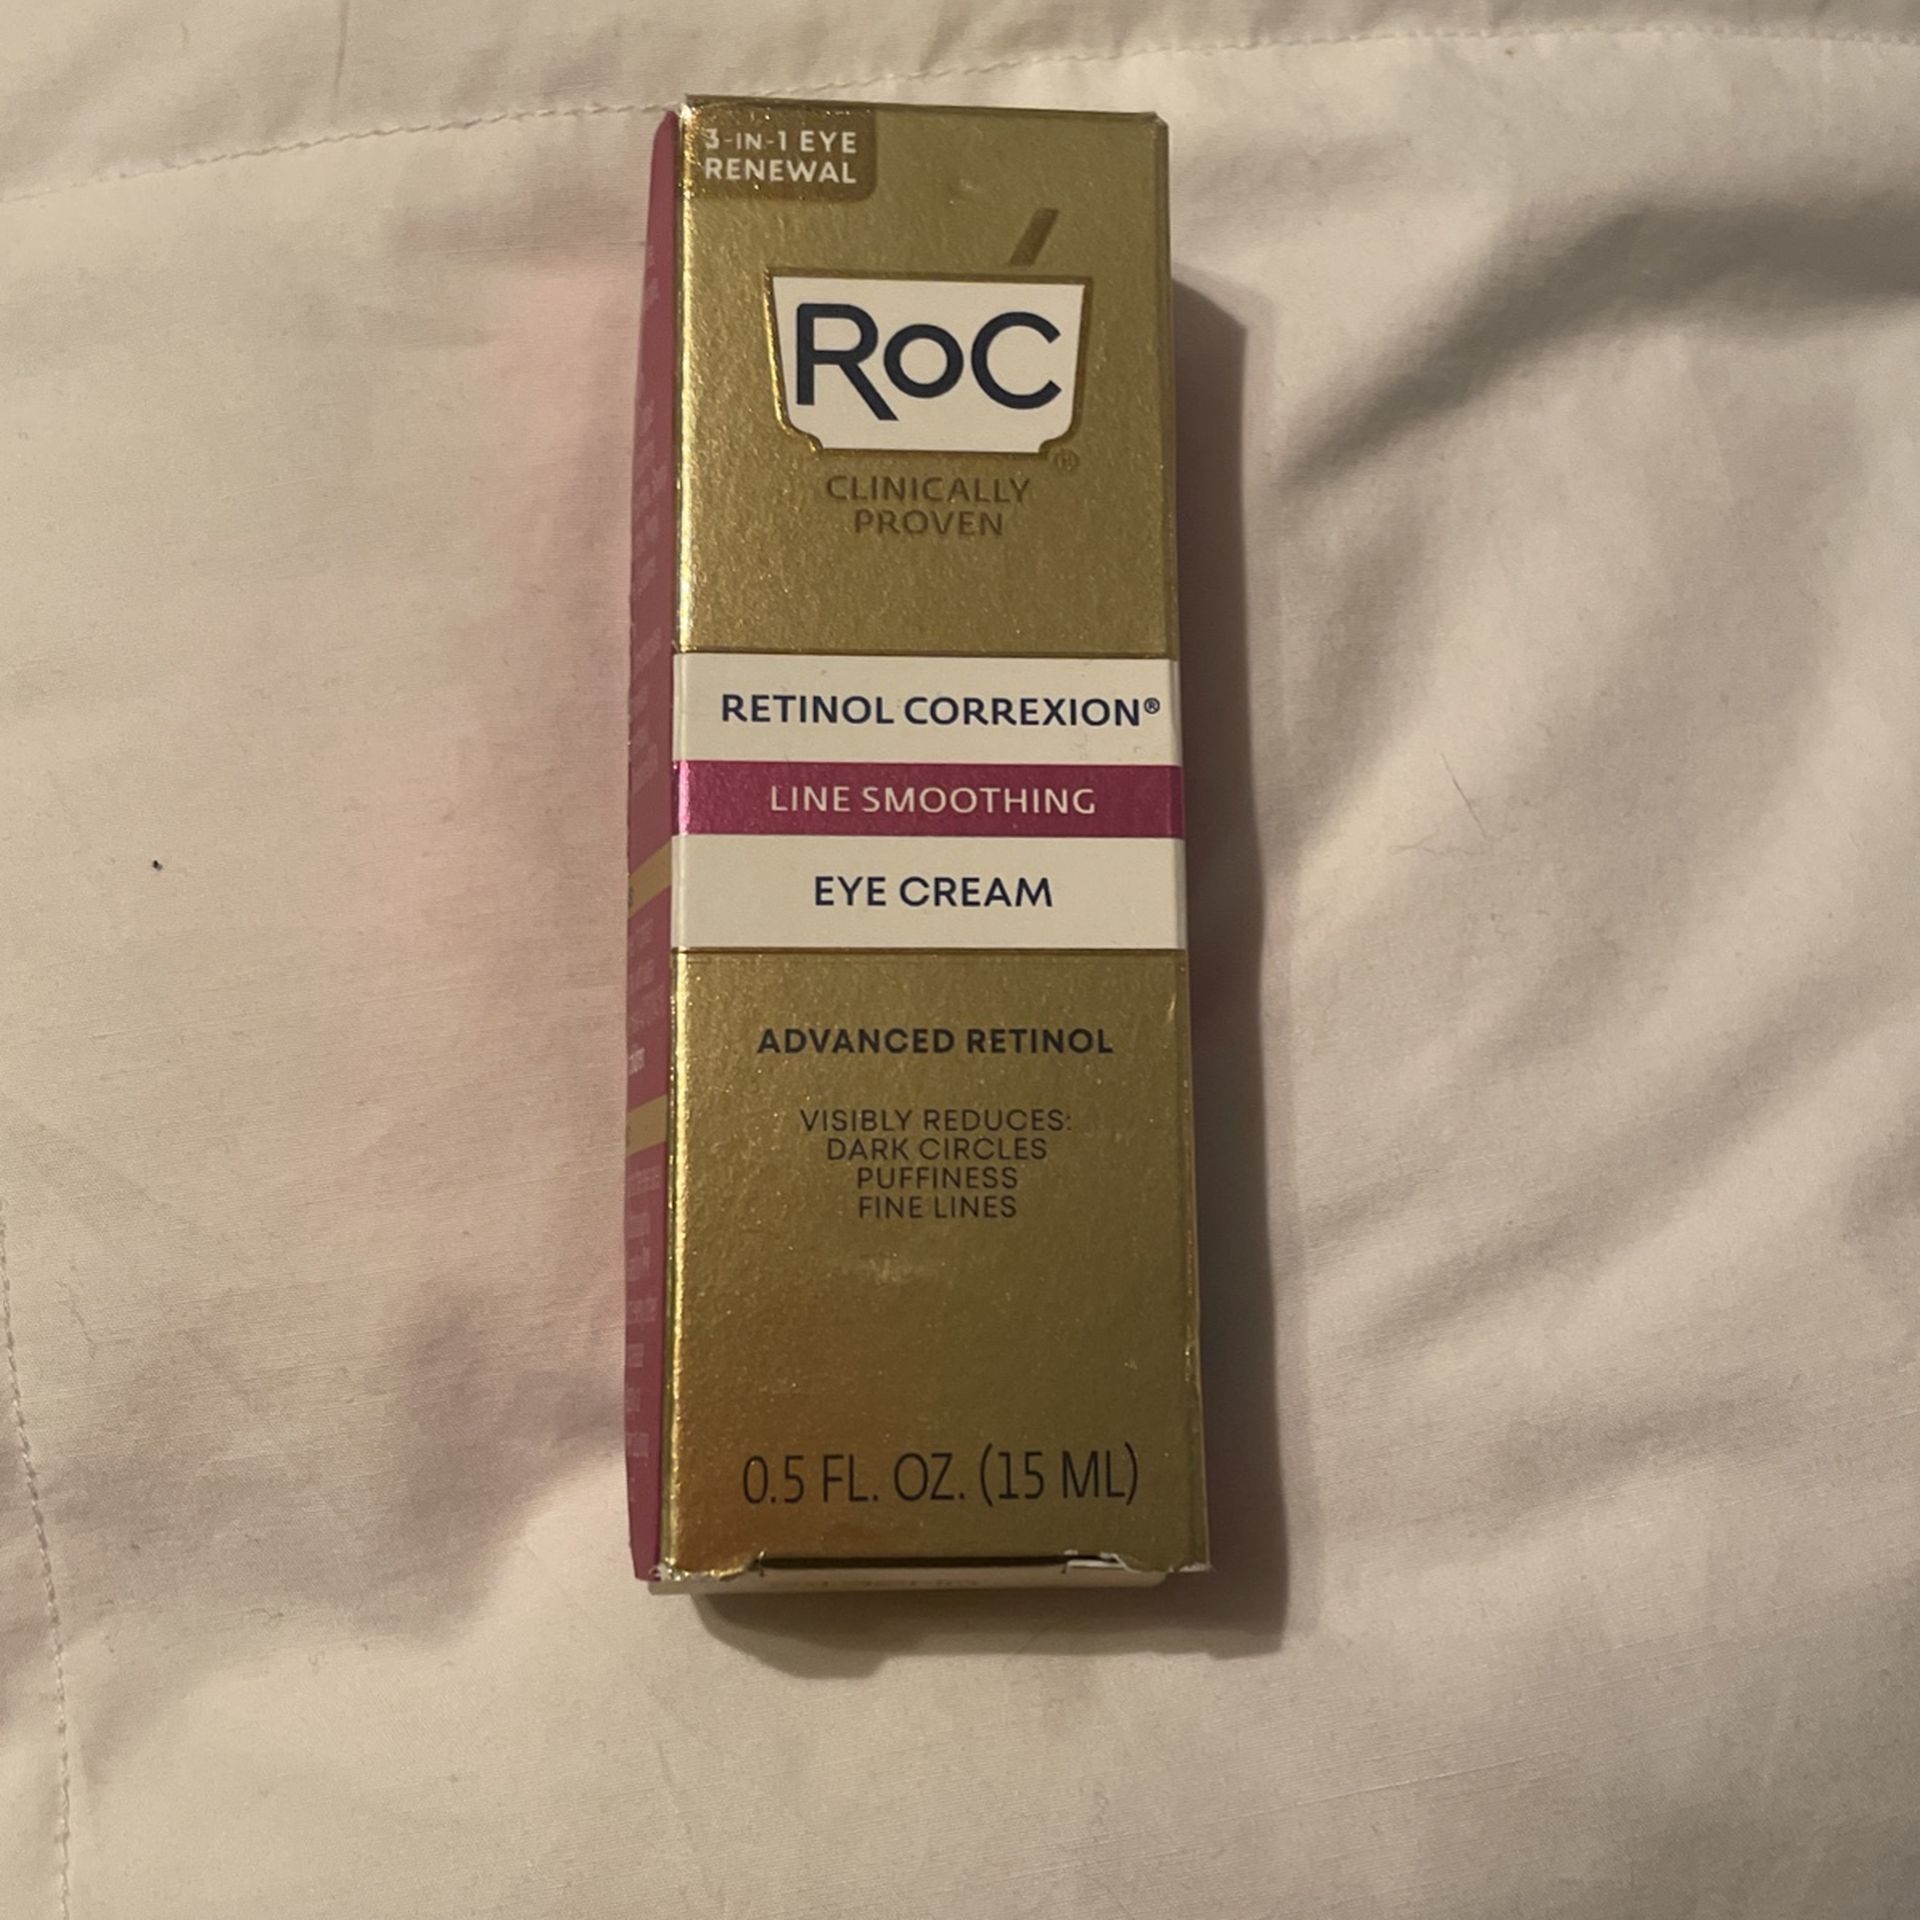 3-IN-1 EYE
RENEWAL
RoC®
CLINICALLY
PROVEN
RETINOL CORREXION®
LINE SMOOTHING
EYE CREAM
ADVANCED RETINOL
VISIBLY REDUCES:
DARK CIRCLES
PUFFINESS
FINE LINES
0.5 FL. OZ. (15 ML)